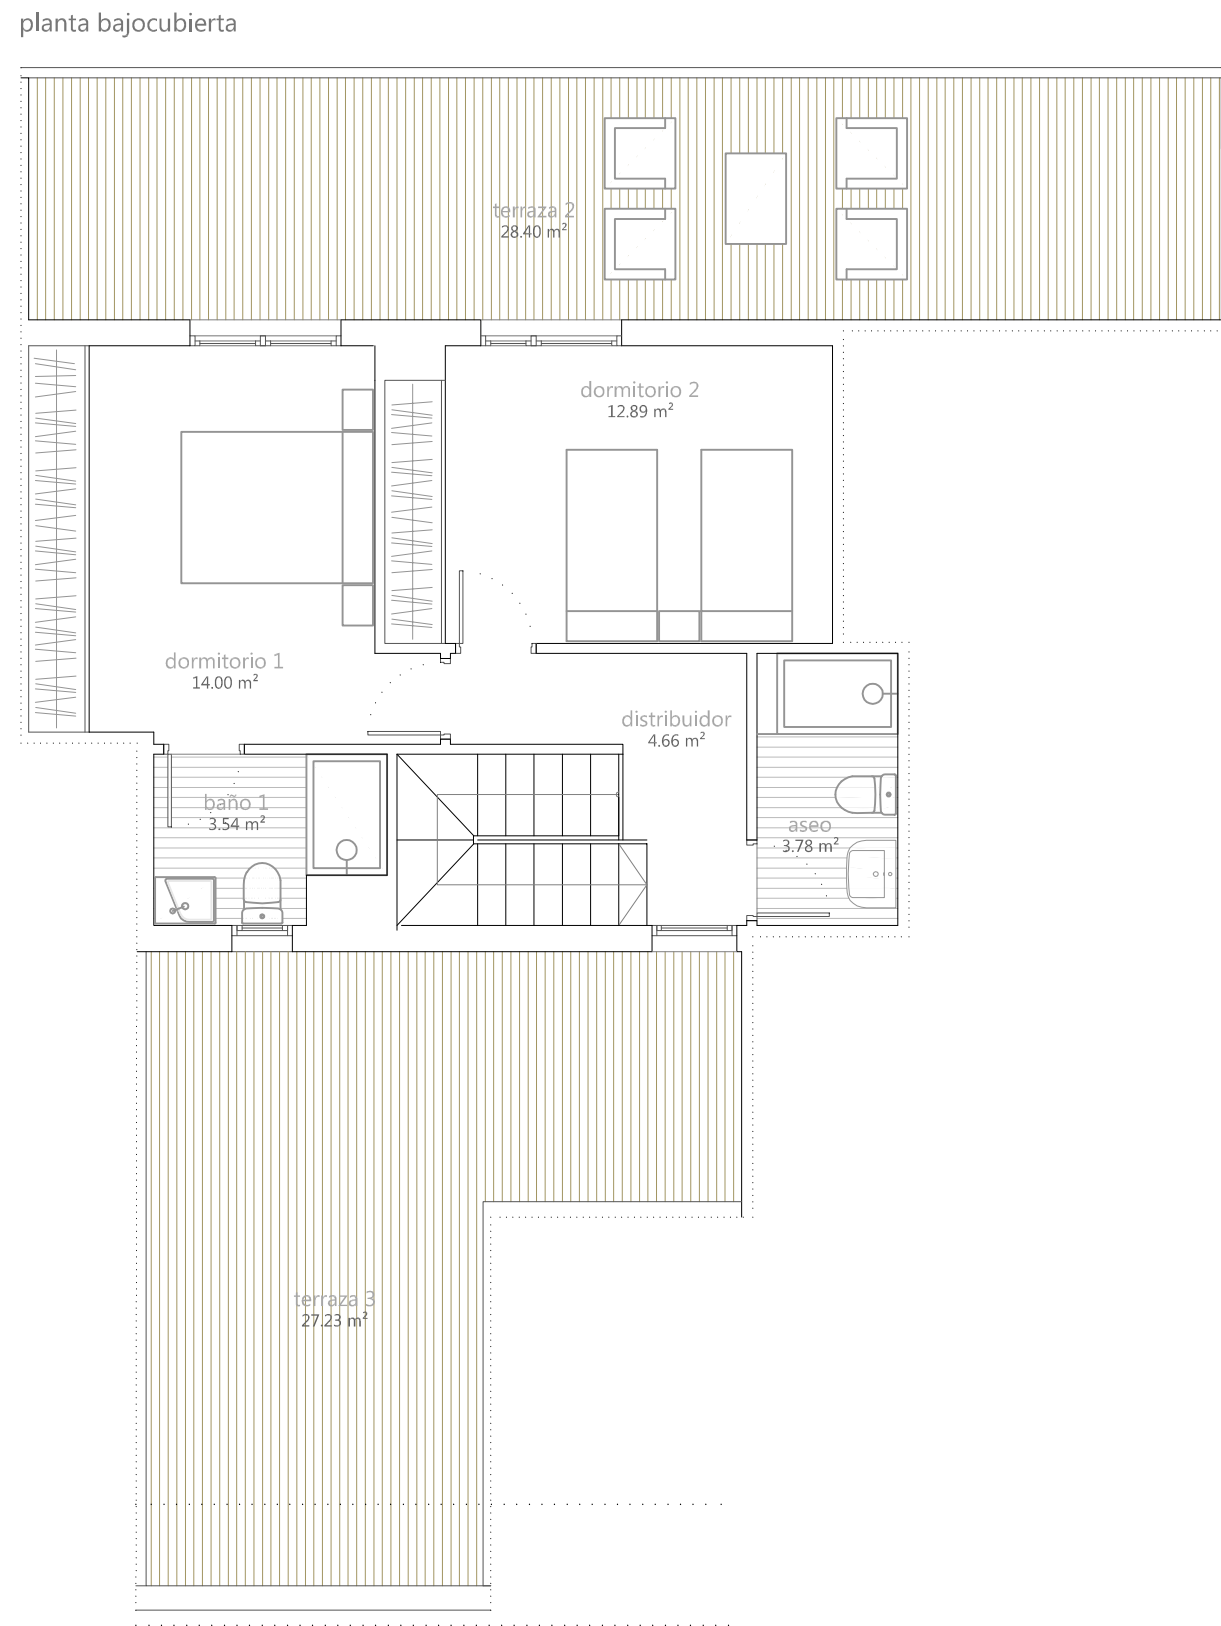 planta bajocubierta
terraza 2
28.40 m²
dormitorio 2
12.89 m²
dormitorio 1
14.00 m²
distribuidor
4.66 m²
baño 1
3.54 m²
aseo
3.78 m²
terraza 3
27.23 m²